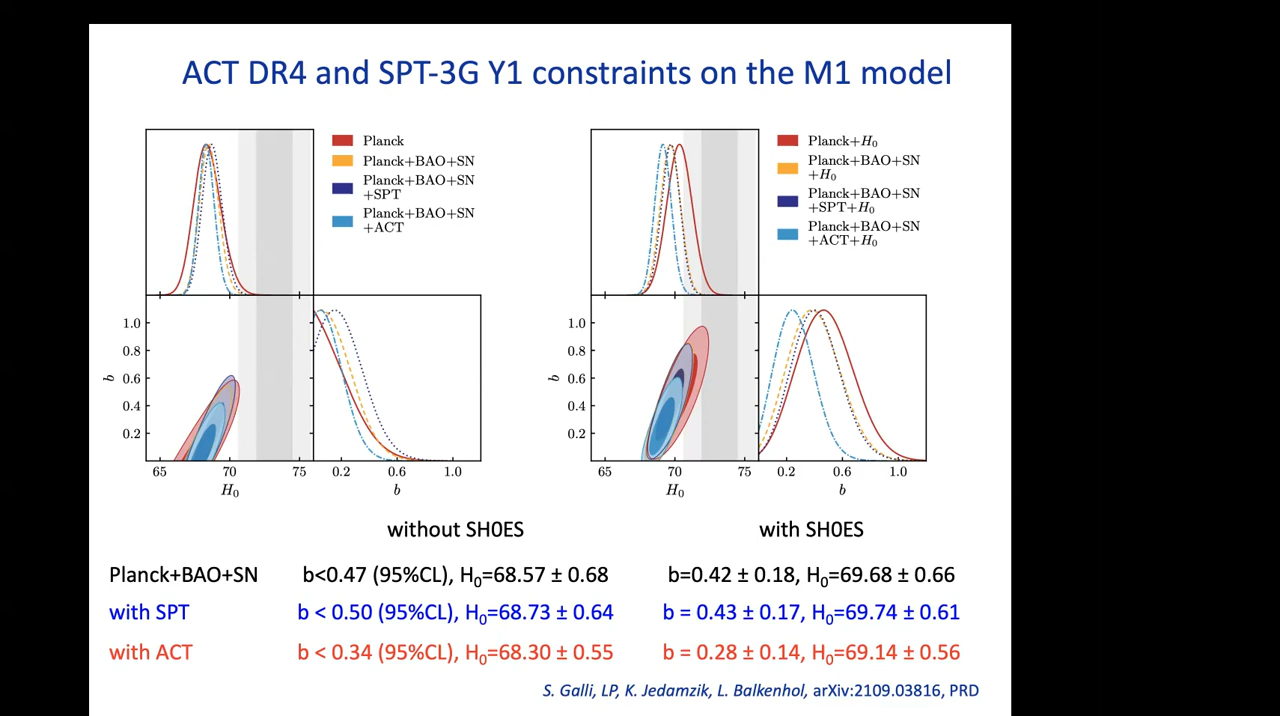 ACT DR4 and SPT-3G Y1 constraints on the M1 model
Planck
Planck+BAO+SN
Planck+BAO+SN
+SPT
Planck+BAO+SN
+ACT
1.0
0.8
0.6
0.4
0.2
b
65 70 75
H₀
0.2 0.6 1.0
b
Planck+H₀
Planck+BAO+SN
+H₀
Planck+BAO+SN
+SPT+H₀
Planck+BAO+SN
+ACT+H₀
1.0
0.8
0.6
0.4
0.2
b
65 70 75
H₀
0.2 0.6 1.0
b
without SH0ES with SH0ES
Planck+BAO+SN b<0.47 (95%CL), H₀=68.57 ± 0.68 b=0.42 ± 0.18, H₀=69.68 ± 0.66
with SPT b < 0.50 (95%CL), H₀=68.73 ± 0.64 b = 0.43 ± 0.17, H₀=69.74 ± 0.61
with ACT b < 0.34 (95%CL), H₀=68.30 ± 0.55 b = 0.28 ± 0.14, H₀=69.14 ± 0.56
S. Galli, LP, K. Jedamzik, L. Balkenhol, arXiv:2109.03816, PRD